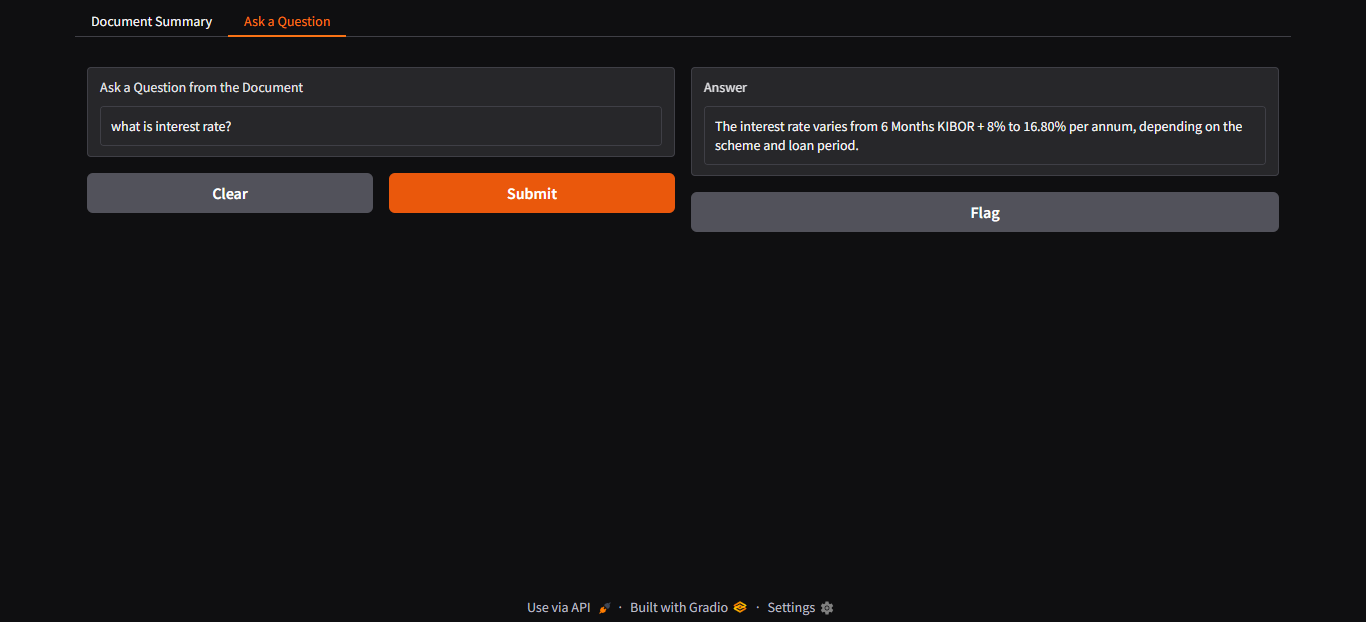 Document Summary
Ask a Question
Ask a Question from the Document
what is interest rate?
Clear
Submit
Answer
The interest rate varies from 6 Months KIBOR + 8% to 16.80% per annum, depending on the
scheme and loan period.
Flag
Use via API · Built with Gradio · Settings